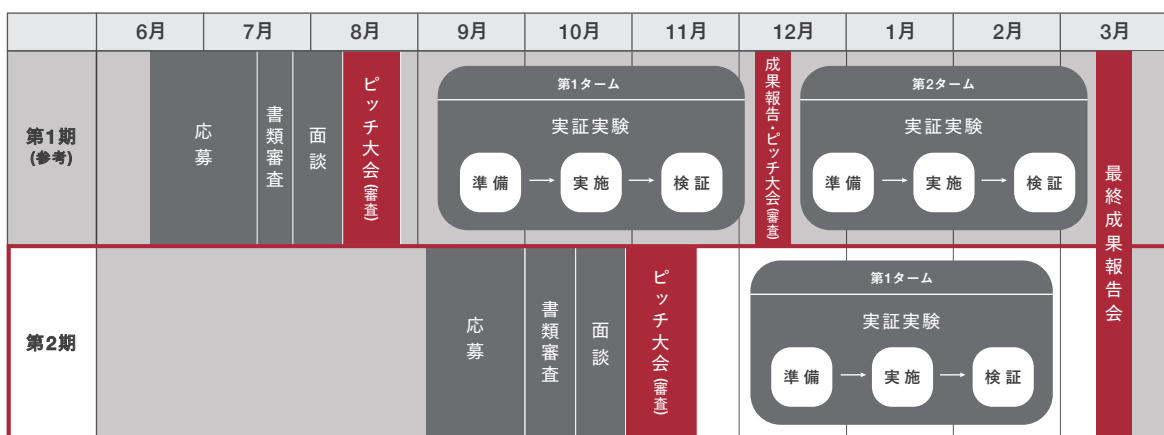 6月 7月 8月 9月 10月 11月 12月 1月 2月 3月
第1期
(参考)
応募
書類審査
面談
ピッチ大会(審査)
第1ターム
実証実験
準備 → 実施 → 検証
成果報告・ピッチ大会(審査)
第2ターム
実証実験
準備 → 実施 → 検証
最終成果報告会
第2期
応募
書類審査
面談
ピッチ大会(審査)
第1ターム
実証実験
準備 → 実施 → 検証